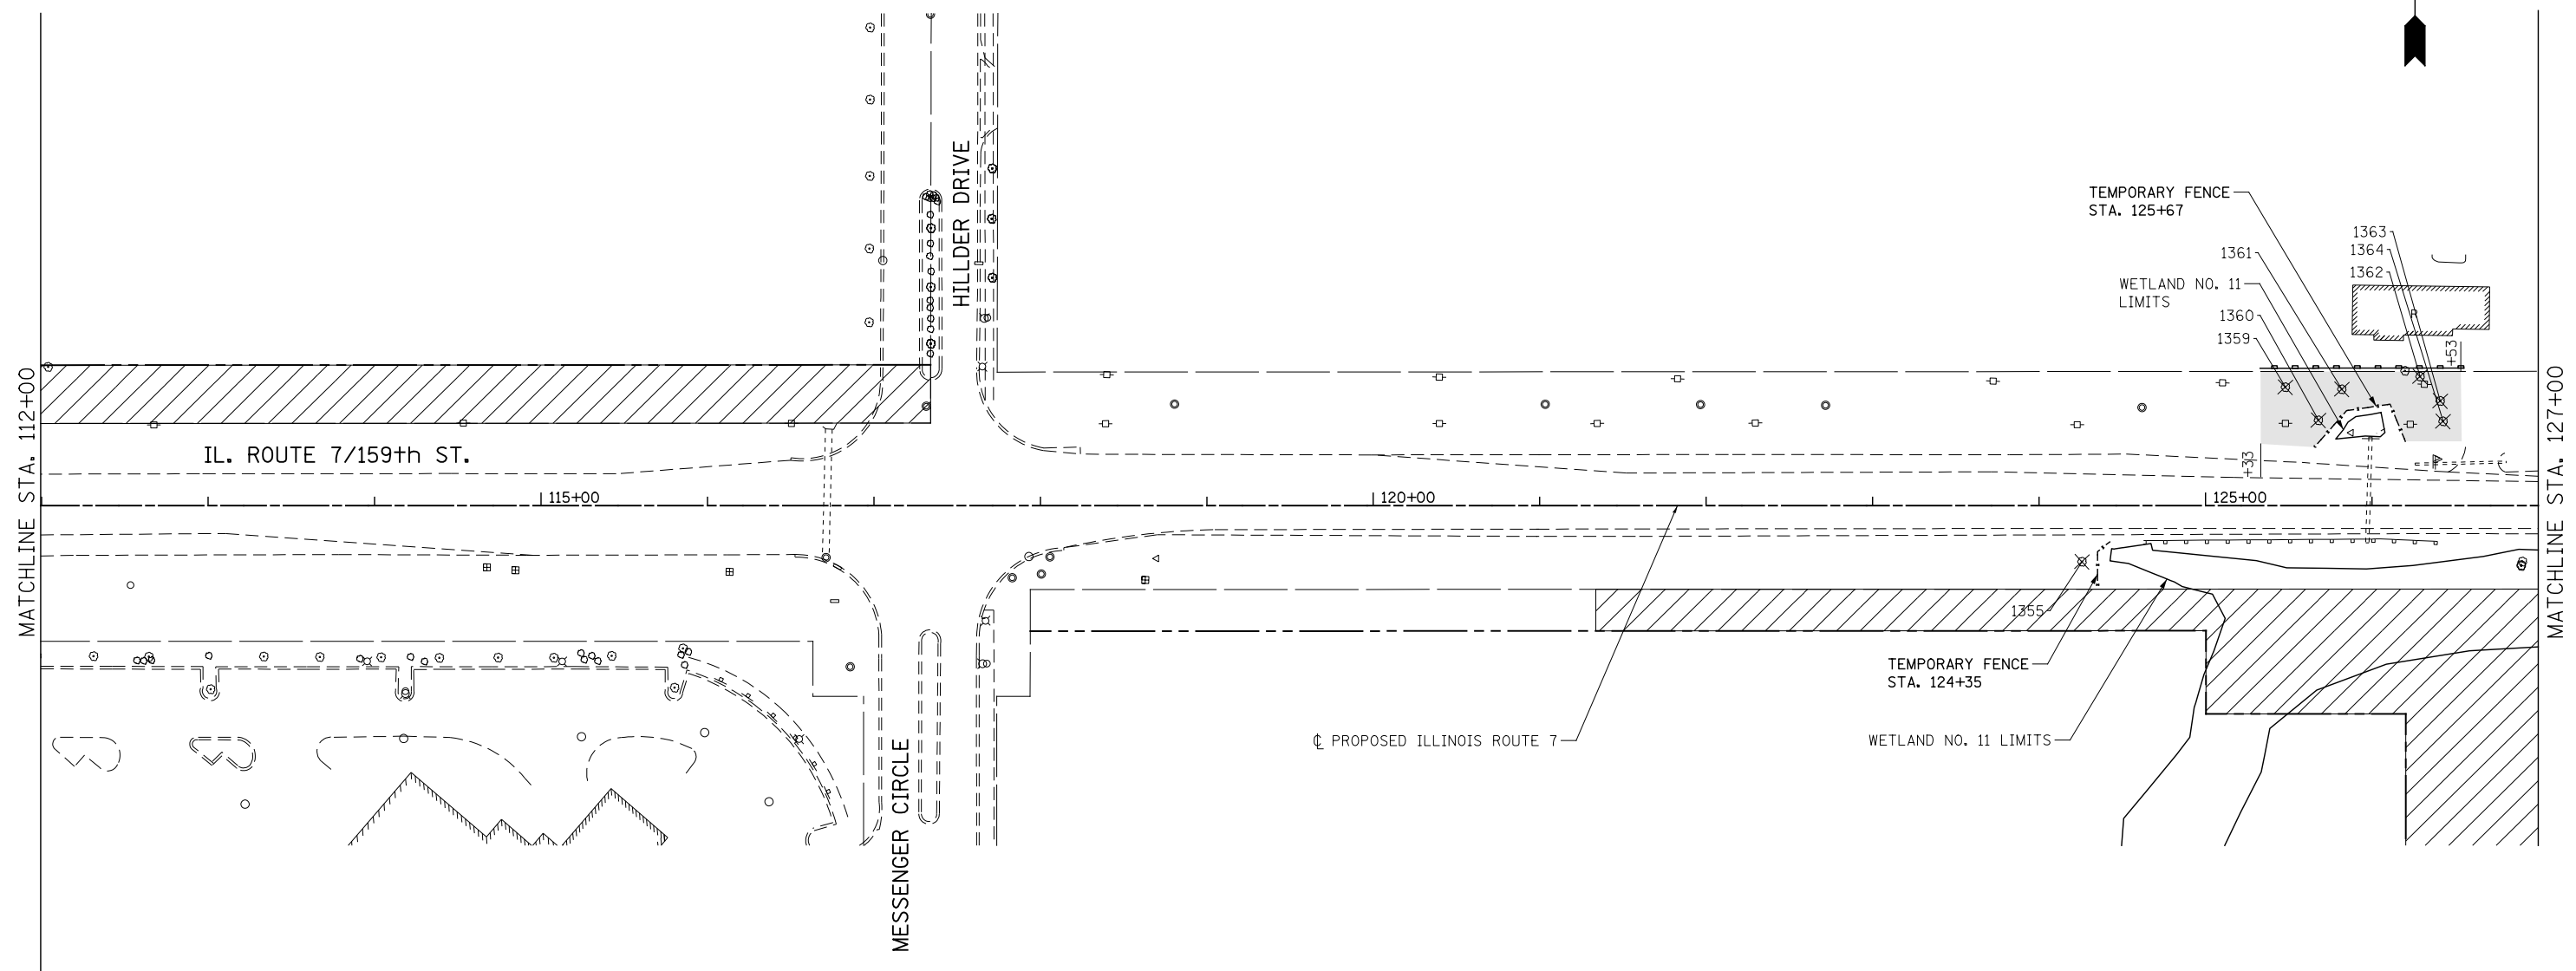 MATCHLINE STA. 112+00
HILLDER DRIVE
TEMPORARY FENCE
STA. 125+67
1363
1364
1361
1362
WETLAND NO. 11
LIMITS
1360
1359
R
+53
IL. ROUTE 7/159th ST.
+33
115+00
120+00
125+00
MATCHLINE STA. 127+00
1355
TEMPORARY FENCE
STA. 124+35
℄ PROPOSED ILLINOIS ROUTE 7
WETLAND NO. 11 LIMITS
MESSENGER CIRCLE